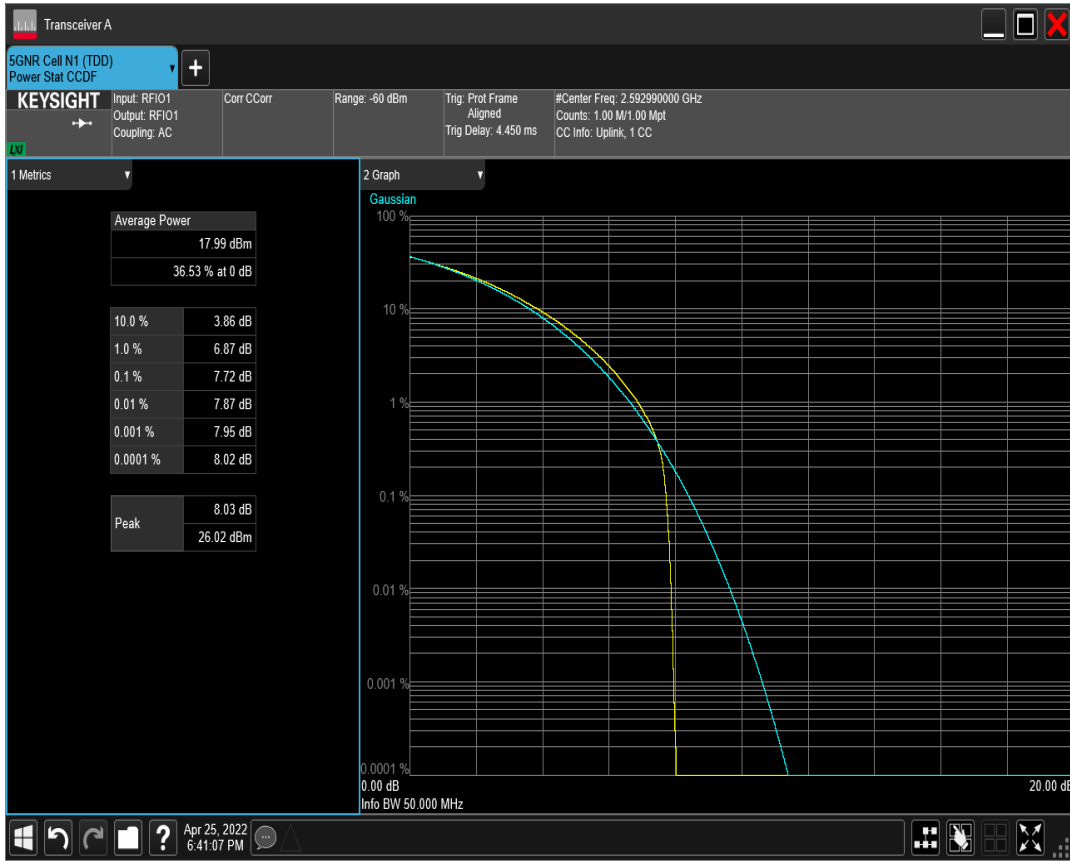 Transceiver A
5GNR Cell N1 (TDD)
Power Stat CCDF
+
KEYSIGHT
LXI
Input: RFIO1
Output: RFIO1
Coupling: AC
Corr CCorr
Range: -60 dBm
Trig: Prot Frame
Aligned
Trig Delay: 4.450 ms
#Center Freq: 2.592990000 GHz
Counts: 1.00 M/1.00 Mpt
CC Info: Uplink, 1 CC
1 Metrics
Average Power
17.99 dBm
36.53 % at 0 dB
10.0 % 3.86 dB
1.0 % 6.87 dB
0.1 % 7.72 dB
0.01 % 7.87 dB
0.001 % 7.95 dB
0.0001 % 8.02 dB
Peak 8.03 dB
26.02 dBm
2 Graph
Gaussian
100 %
10 %
1 %
0.1 %
0.01 %
0.001 %
0.0001 %
0.00 dB 20.00 dB
Info BW 50.000 MHz
? Apr 25, 2022
6:41:07 PM